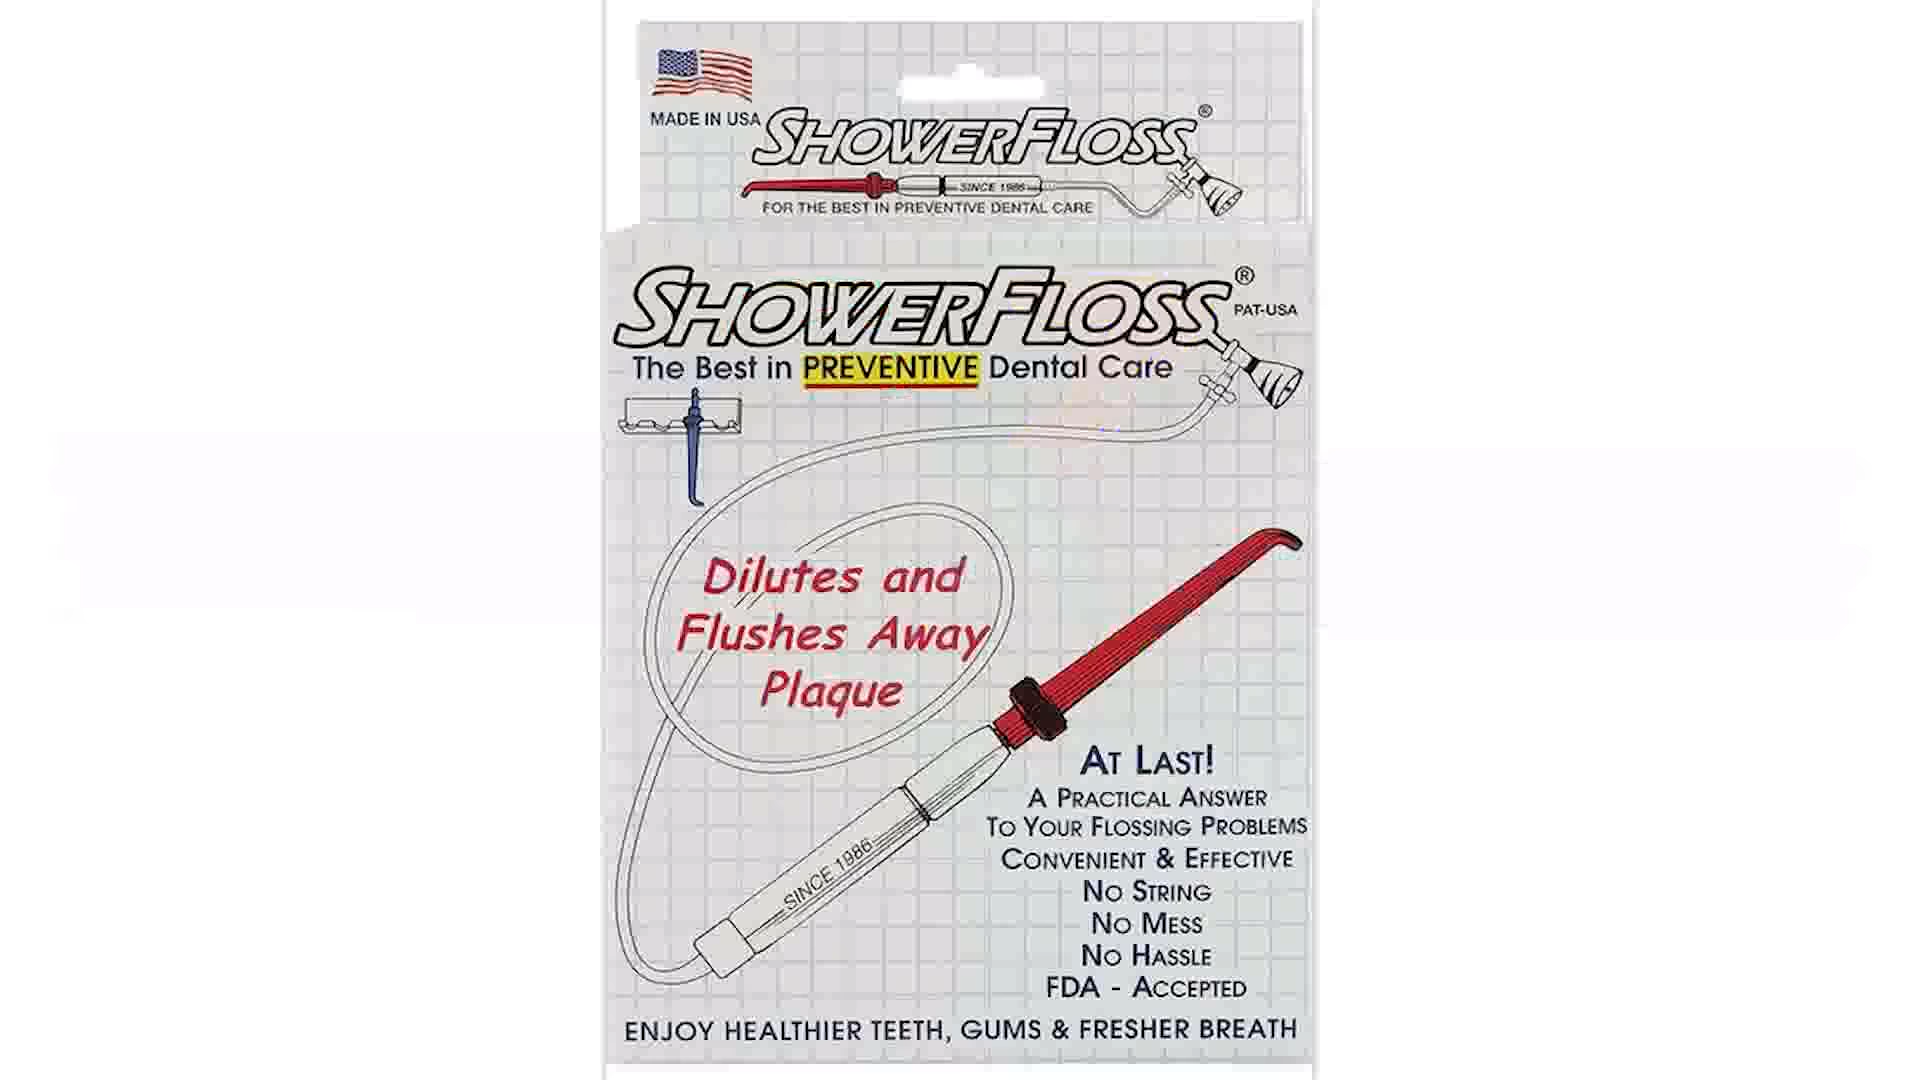 MADE IN USA
SHOWERFLOSS®
SINCE 1986
FOR THE BEST IN PREVENTIVE DENTAL CARE
SHOWERFLOSS®
PAT-USA
The Best in PREVENTIVE Dental Care
Dilutes and
Flushes Away
Plaque
SINCE 1986
AT LAST!
A PRACTICAL ANSWER
TO YOUR FLOSSING PROBLEMS
CONVENIENT & EFFECTIVE
NO STRING
NO MESS
NO HASSLE
FDA - ACCEPTED
ENJOY HEALTHIER TEETH, GUMS & FRESHER BREATH